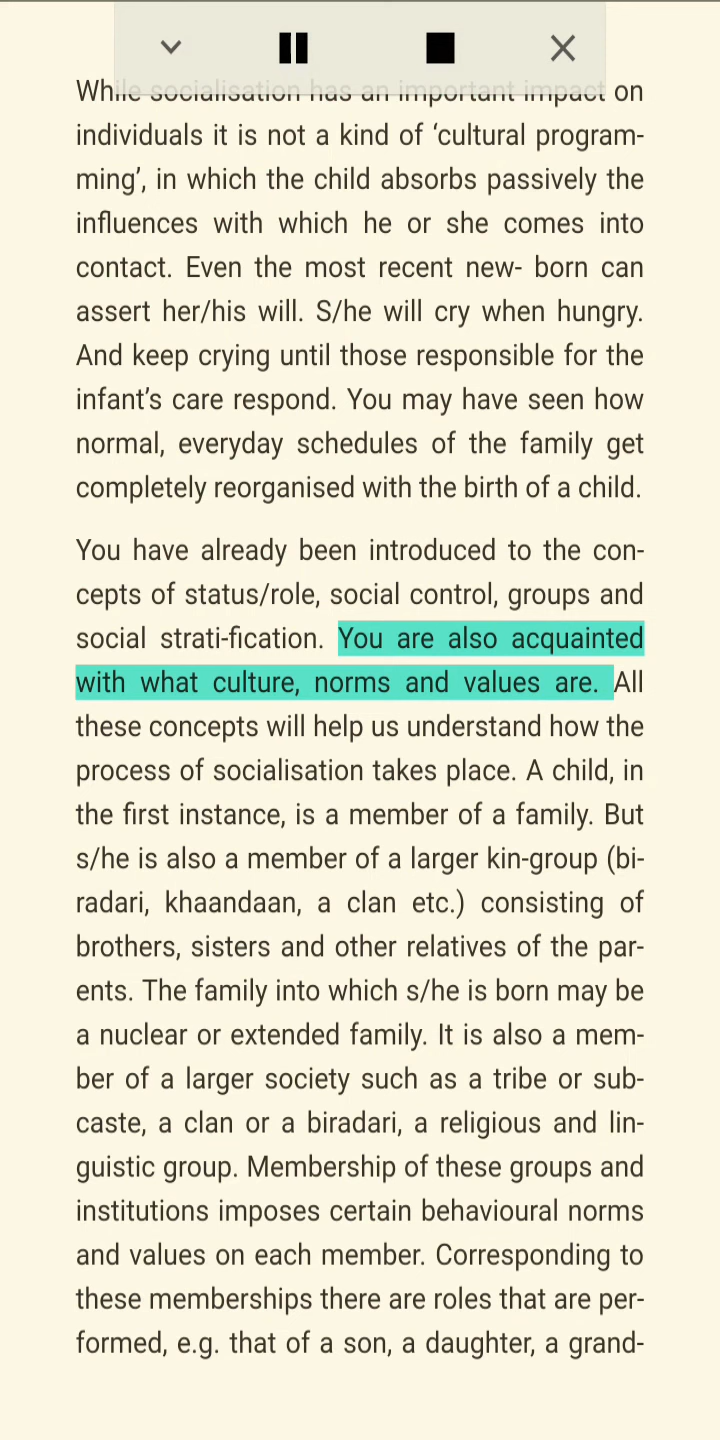 While socialisation has an important impact on
individuals it is not a kind of ‘cultural program-
ming’, in which the child absorbs passively the
influences with which he or she comes into
contact. Even the most recent new- born can
assert her/his will. S/he will cry when hungry.
And keep crying until those responsible for the
infant’s care respond. You may have seen how
normal, everyday schedules of the family get
completely reorganised with the birth of a child.
You have already been introduced to the con-
cepts of status/role, social control, groups and
social strati-fication. You are also acquainted
with what culture, norms and values are. All
these concepts will help us understand how the
process of socialisation takes place. A child, in
the first instance, is a member of a family. But
s/he is also a member of a larger kin-group (bi-
radari, khaandaan, a clan etc.) consisting of
brothers, sisters and other relatives of the par-
ents. The family into which s/he is born may be
a nuclear or extended family. It is also a mem-
ber of a larger society such as a tribe or sub-
caste, a clan or a biradari, a religious and lin-
guistic group. Membership of these groups and
institutions imposes certain behavioural norms
and values on each member. Corresponding to
these memberships there are roles that are per-
formed, e.g. that of a son, a daughter, a grand-